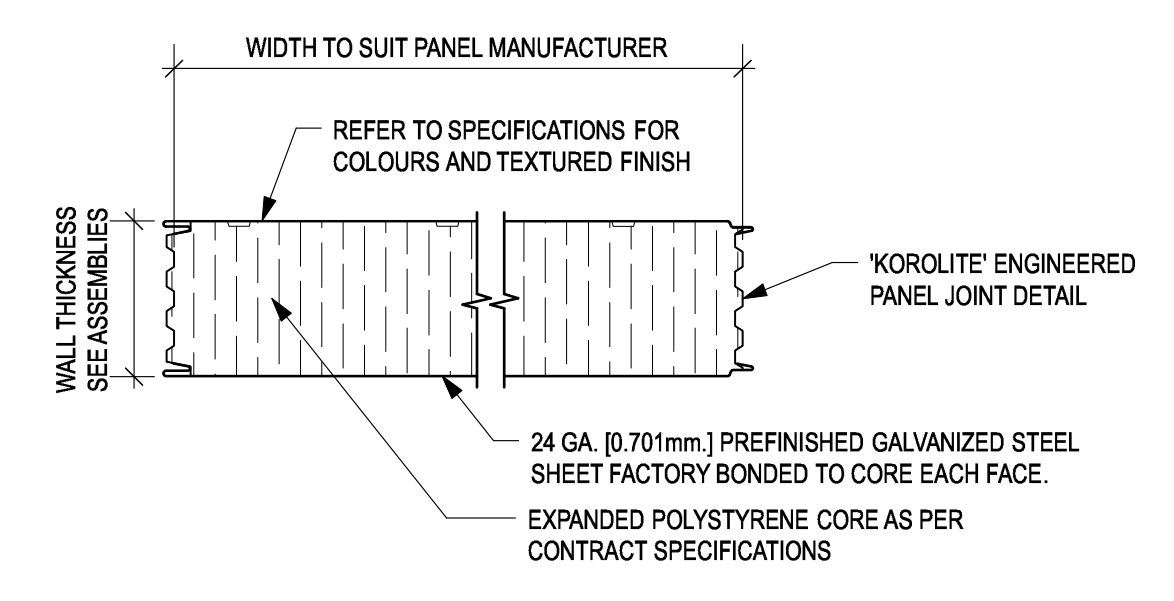 WIDTH TO SUIT PANEL MANUFACTURER
REFER TO SPECIFICATIONS FOR
COLOURS AND TEXTURED FINISH
WALL THICKNESS
SEE ASSEMBLIES
'KOROLITE' ENGINEERED
PANEL JOINT DETAIL
24 GA. [0.701mm.] PREFINISHED GALVANIZED STEEL
SHEET FACTORY BONDED TO CORE EACH FACE.
EXPANDED POLYSTYRENE CORE AS PER
CONTRACT SPECIFICATIONS